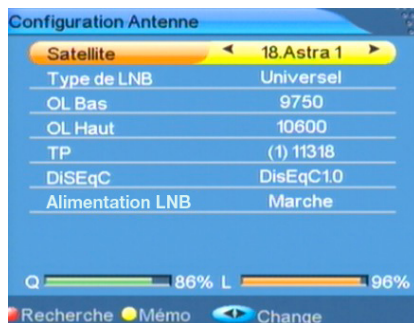 Configuration Antenne
Satellite 18.Astra 1
Type de LNB Universel
OL Bas 9750
OL Haut 10600
TP (1) 11318
DiSEqC DisEqC1.0
Alimentation LNB Marche
Q 86% L 96%
Recherche Mémo Change